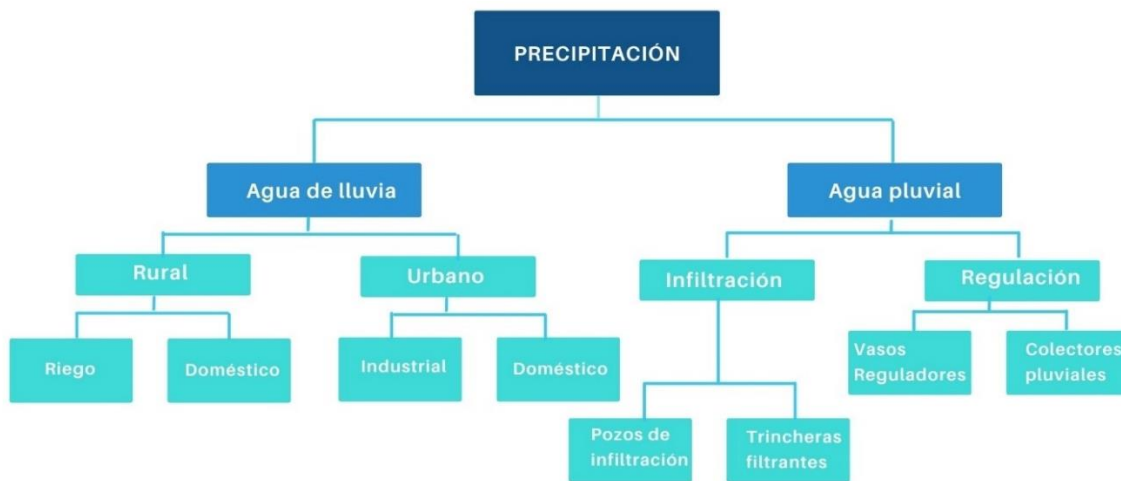 PRECIPITACIÓN
Agua de lluvia
Agua pluvial
Rural
Urbano
Infiltración
Regulación
Riego
Doméstico
Industrial
Doméstico
Vasos
Reguladores
Colectores
pluviales
Pozos de
infiltración
Trincheras
filtrantes